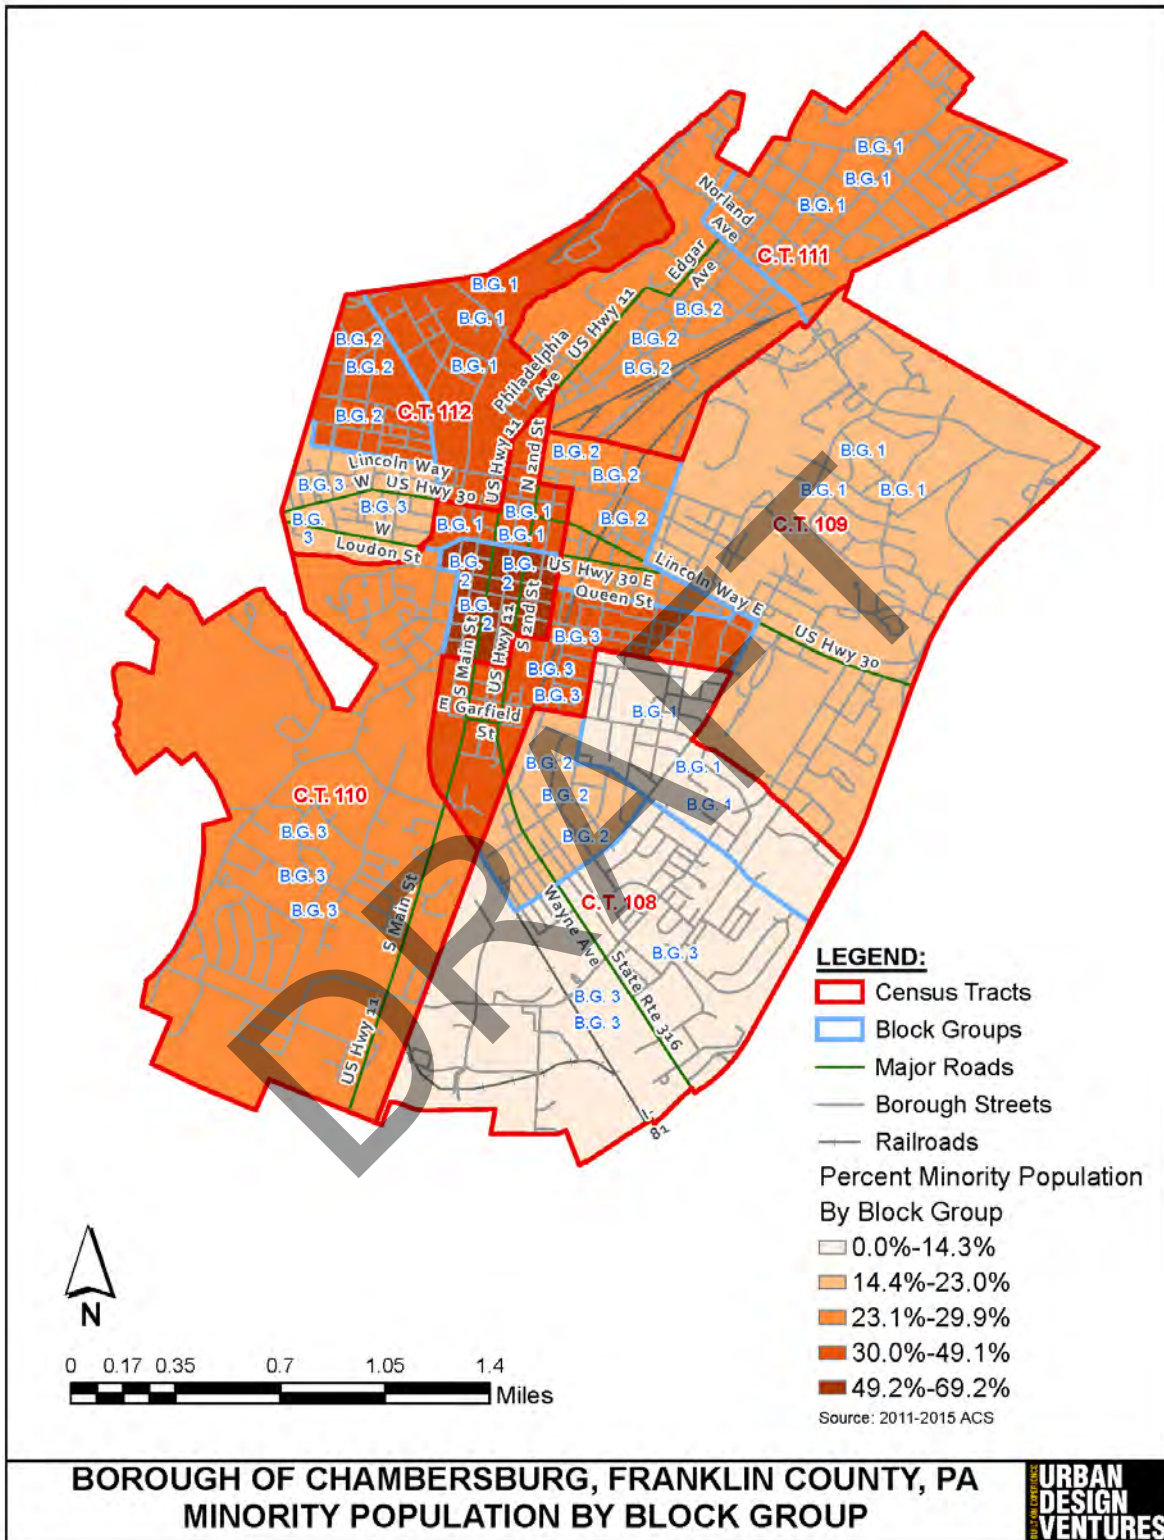 B.G. 1
B.G. 1
B.G. 1
Norland
Ave
C.T. 111
Edgar
Ave
B.G. 1
US Hwy 11
B.G. 2
B.G. 1
Philadelphia
Ave
B.G. 2
B.G. 2
B.G. 2
B.G. 1
B.G. 2
B.G. 2
C.T. 112
US Hwy 11
N 2nd St
B.G. 2
B.G. 1
Lincoln Way
W
US Hwy 30
B.G. 2
B.G. 3
B.G. 1
B.G. 1
B.G. 3
B.G. 1
B.G. 1
B.G. 2
C.T. 109
B.G.
3
W
Loudon St
B.G. 1
B.G.
2
B.G.
2
US Hwy 30 E
Lincoln Way E
Queen St
B.G.
2
S Main St
US Hwy 11
S 2nd St
B.G. 3
US Hwy 30
B.G. 3
B.G. 3
E Garfield
St
B.G. 1
B.G. 2
B.G. 1
C.T. 110
B.G. 2
B.G. 1
B.G. 3
B.G. 2
B.G. 3
B.G. 3
C.T. 108
S Main St
Wayne Ave
State Rte 316
B.G. 3
B.G. 3
B.G. 3
US Hwy 11
I-
81
DRAFT
LEGEND:
Census Tracts
Block Groups
Major Roads
Borough Streets
Railroads
Percent Minority Population
By Block Group
0.0%-14.3%
14.4%-23.0%
23.1%-29.9%
30.0%-49.1%
49.2%-69.2%
Source: 2011-2015 ACS
N
0 0.17 0.35 0.7 1.05 1.4
Miles
BOROUGH OF CHAMBERSBURG, FRANKLIN COUNTY, PA
MINORITY POPULATION BY BLOCK GROUP
BUILT ON EXPERIENCE
URBAN
DESIGN
VENTURES